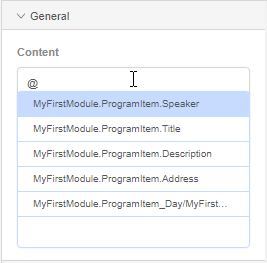 General
Content
@
MyFirstModule.ProgramItem.Speaker
MyFirstModule.ProgramItem.Title
MyFirstModule.ProgramItem.Description
MyFirstModule.ProgramItem.Address
MyFirstModule.ProgramItem_Day/MyFirst...